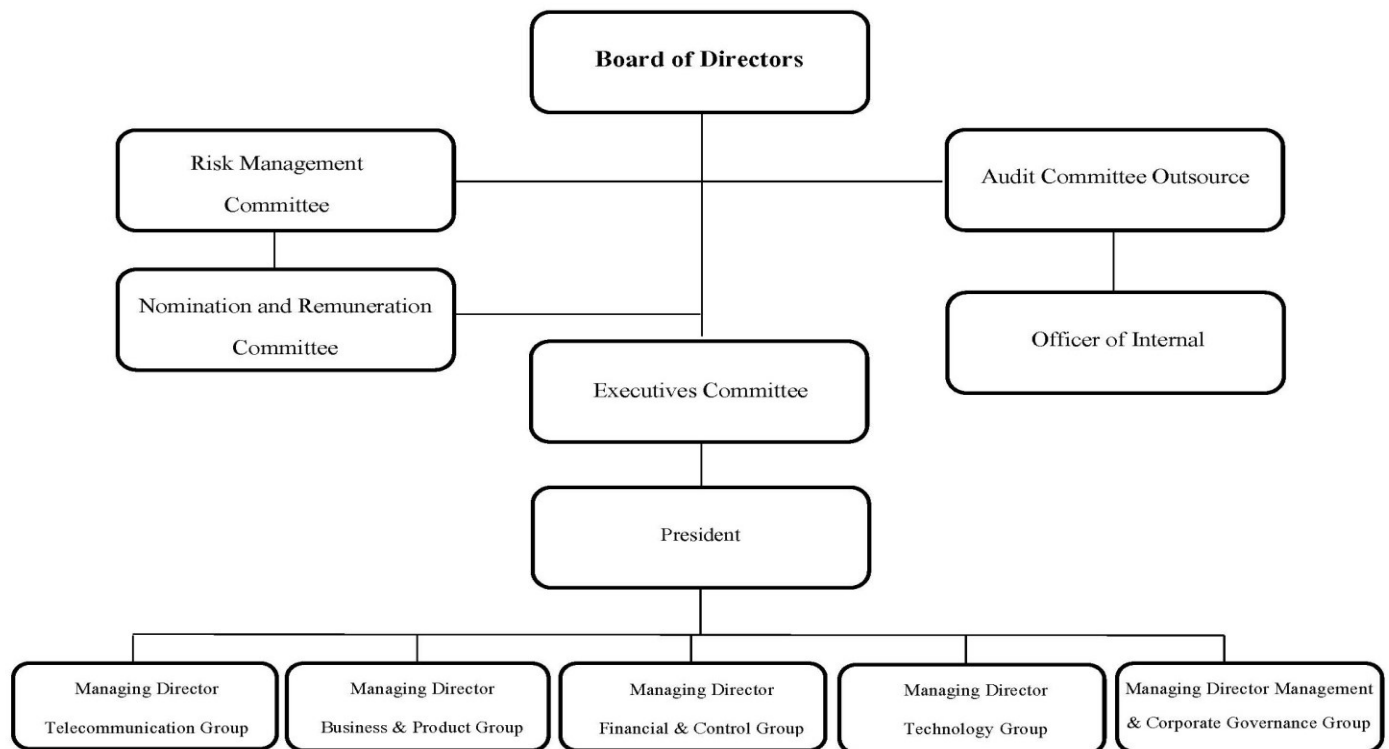 Board of Directors
Risk Management
Committee
Audit Committee Outsource
Nomination and Remuneration
Committee
Officer of Internal
Executives Committee
President
Managing Director
Telecommunication Group
Managing Director
Business & Product Group
Managing Director
Financial & Control Group
Managing Director
Technology Group
Managing Director Management
& Corporate Governance Group